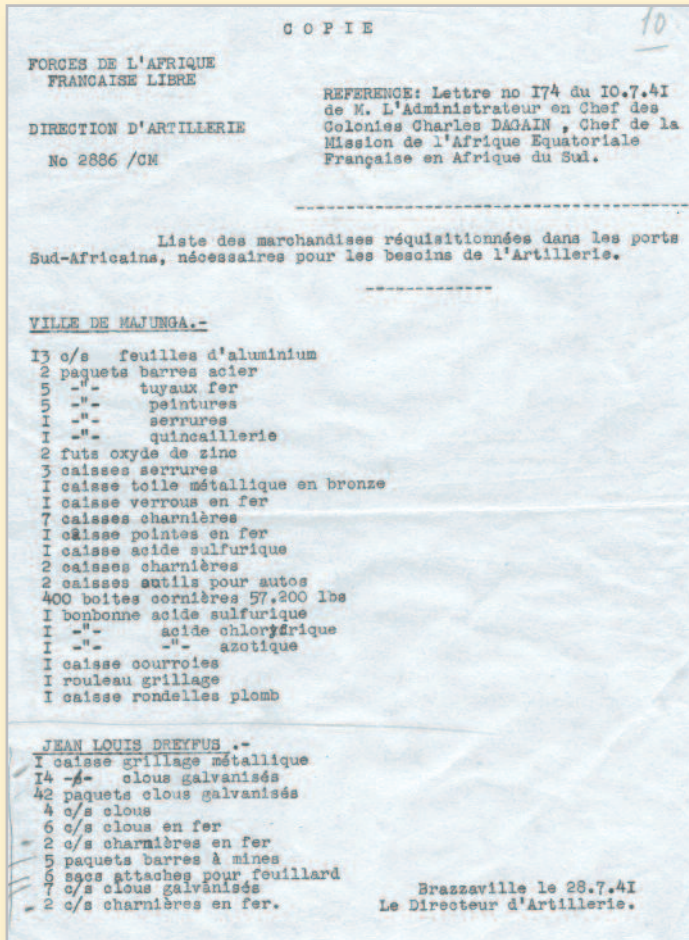 COPIE
10
FORCES DE L'AFRIQUE
FRANCAISE LIBRE
REFERENCE: Lettre no I74 du IO.7.4I
de M. L'Administrateur en Chef des
Colonies Charles DAGAIN , Chef de la
Mission de l'Afrique Equatoriale
Française en Afrique du Sud.
DIRECTION D'ARTILLERIE
No 2886 /CM
Liste des marchandises réquisitionnées dans les ports
Sud-Africains, nécessaires pour les besoins de l'Artillerie.
VILLE DE MAJUNGA.-
I3 c/s feuilles d'aluminium
2 paquets barres acier
5 -"- tuyaux fer
5 -"- peintures
I -"- serrures
I -"- quincaillerie
2 futs oxyde de zinc
3 caisses serrures
I caisse toile métallique en bronze
I caisse verrous en fer
7 caisses charnières
I caisse pointes en fer
I caisse acide sulfurique
2 caisses charnières
2 caisses outils pour autos
400 boites cornières 57.200 lbs
I bonbonne acide sulfurique
I -"- acide chloryfrique
I -"- -"- azotique
I caisse courroies
I rouleau grillage
I caisse rondelles plomb
JEAN LOUIS DREYFUS .-
I caisse grillage métallique
I4 -"- clous galvanisés
42 paquets clous galvanisés
4 c/s clous
6 c/s clous en fer
2 c/s charnières en fer
5 paquets barres à mines
6 sacs attaches pour feuillard
7 c/s clous galvanisés
2 c/s charnières en fer.
Brazzaville le 28.7.4I
Le Directeur d'Artillerie.